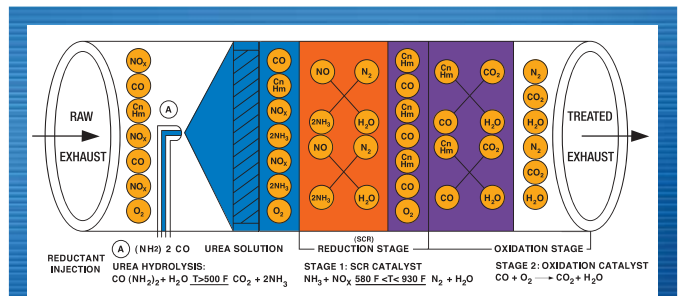 RAW
EXHAUST
NOX
CO
Cn
Hm
NOX
CO
NOX
O2
A
CO
Cn
Hm
NOX
2NH3
NOX
2NH3
O2
NO
N2
2NH3
H2O
NO
N2
2NH3
H2O
Cn
Hm
CO
Cn
Hm
CO
Cn
Hm
CO
O2
Cn
Hm
CO2
CO
H2O
Cn
Hm
CO2
CO
H2O
N2
CO2
H2O
N2
CO2
H2O
TREATED
EXHAUST
REDUCTANT
INJECTION
A (NH2) 2 CO UREA SOLUTION
UREA HYDROLYSIS:
CO (NH2)2 + H2O T>500 F CO2 + 2NH3
(SCR)
REDUCTION STAGE
STAGE 1: SCR CATALYST
NH3 + NOX 580 F <T< 930 F N2 + H2O
OXIDATION STAGE
STAGE 2: OXIDATION CATALYST
CO + O2 → CO2 + H2O